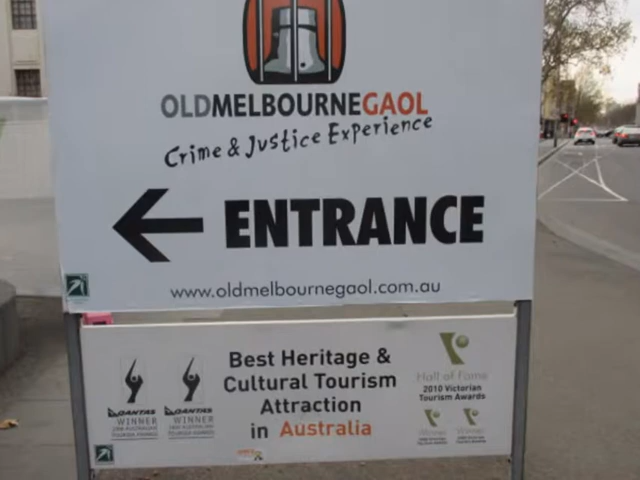 OLDMELBOURNEGAOL
Crime & Justice Experience
ENTRANCE
www.oldmelbournegaol.com.au
Best Heritage &
Cultural Tourism
Attraction
in Australia
QANTAS
WINNER
QANTAS
WINNER
Hall of Fame
2010 Victorian
Tourism Awards